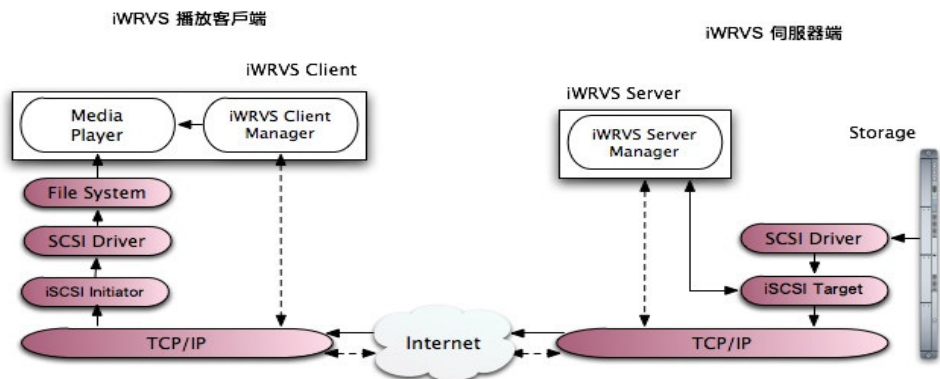 iWRVS 播放客戶端
iWRVS 伺服器端
iWRVS Client
Media
Player
iWRVS Client
Manager
File System
SCSI Driver
iSCSI Initiator
TCP/IP
Internet
iWRVS Server
iWRVS Server
Manager
Storage
SCSI Driver
iSCSI Target
TCP/IP